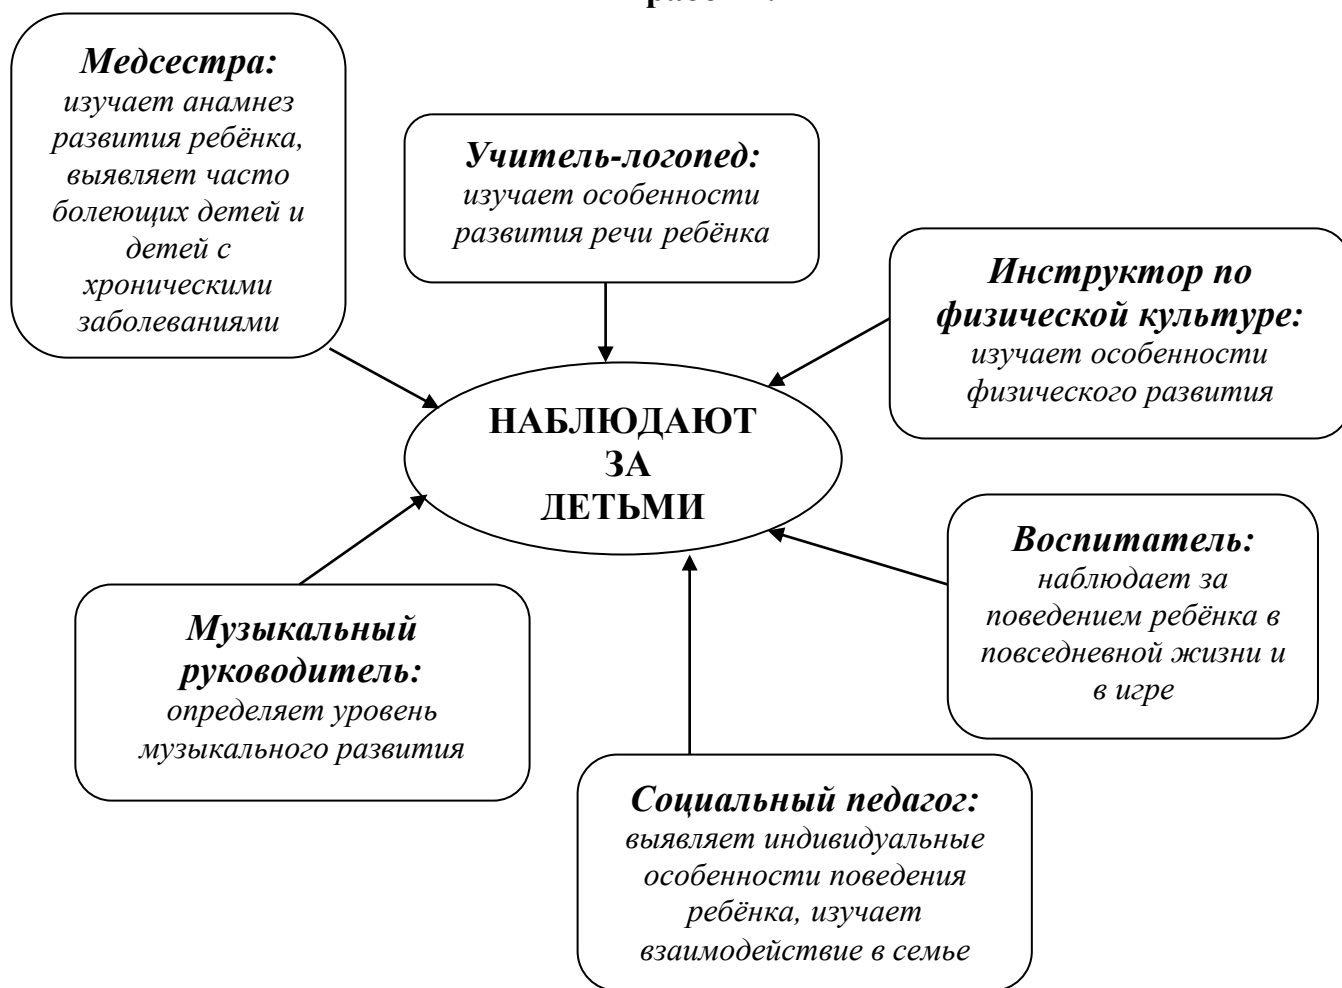 Медсестра:
изучает анамнез
развития ребёнка,
выявляет часто
болеющих детей и
детей с
хроническими
заболеваниями
Учитель-логопед:
изучает особенности
развития речи ребёнка
Инструктор по
физической культуре:
изучает особенности
физического развития
НАБЛЮДАЮТ
ЗА
ДЕТЬМИ
Воспитатель:
наблюдает за
поведением ребёнка в
повседневной жизни и
в игре
Музыкальный
руководитель:
определяет уровень
музыкального развития
Социальный педагог:
выявляет индивидуальные
особенности поведения
ребёнка, изучает
взаимодействие в семье